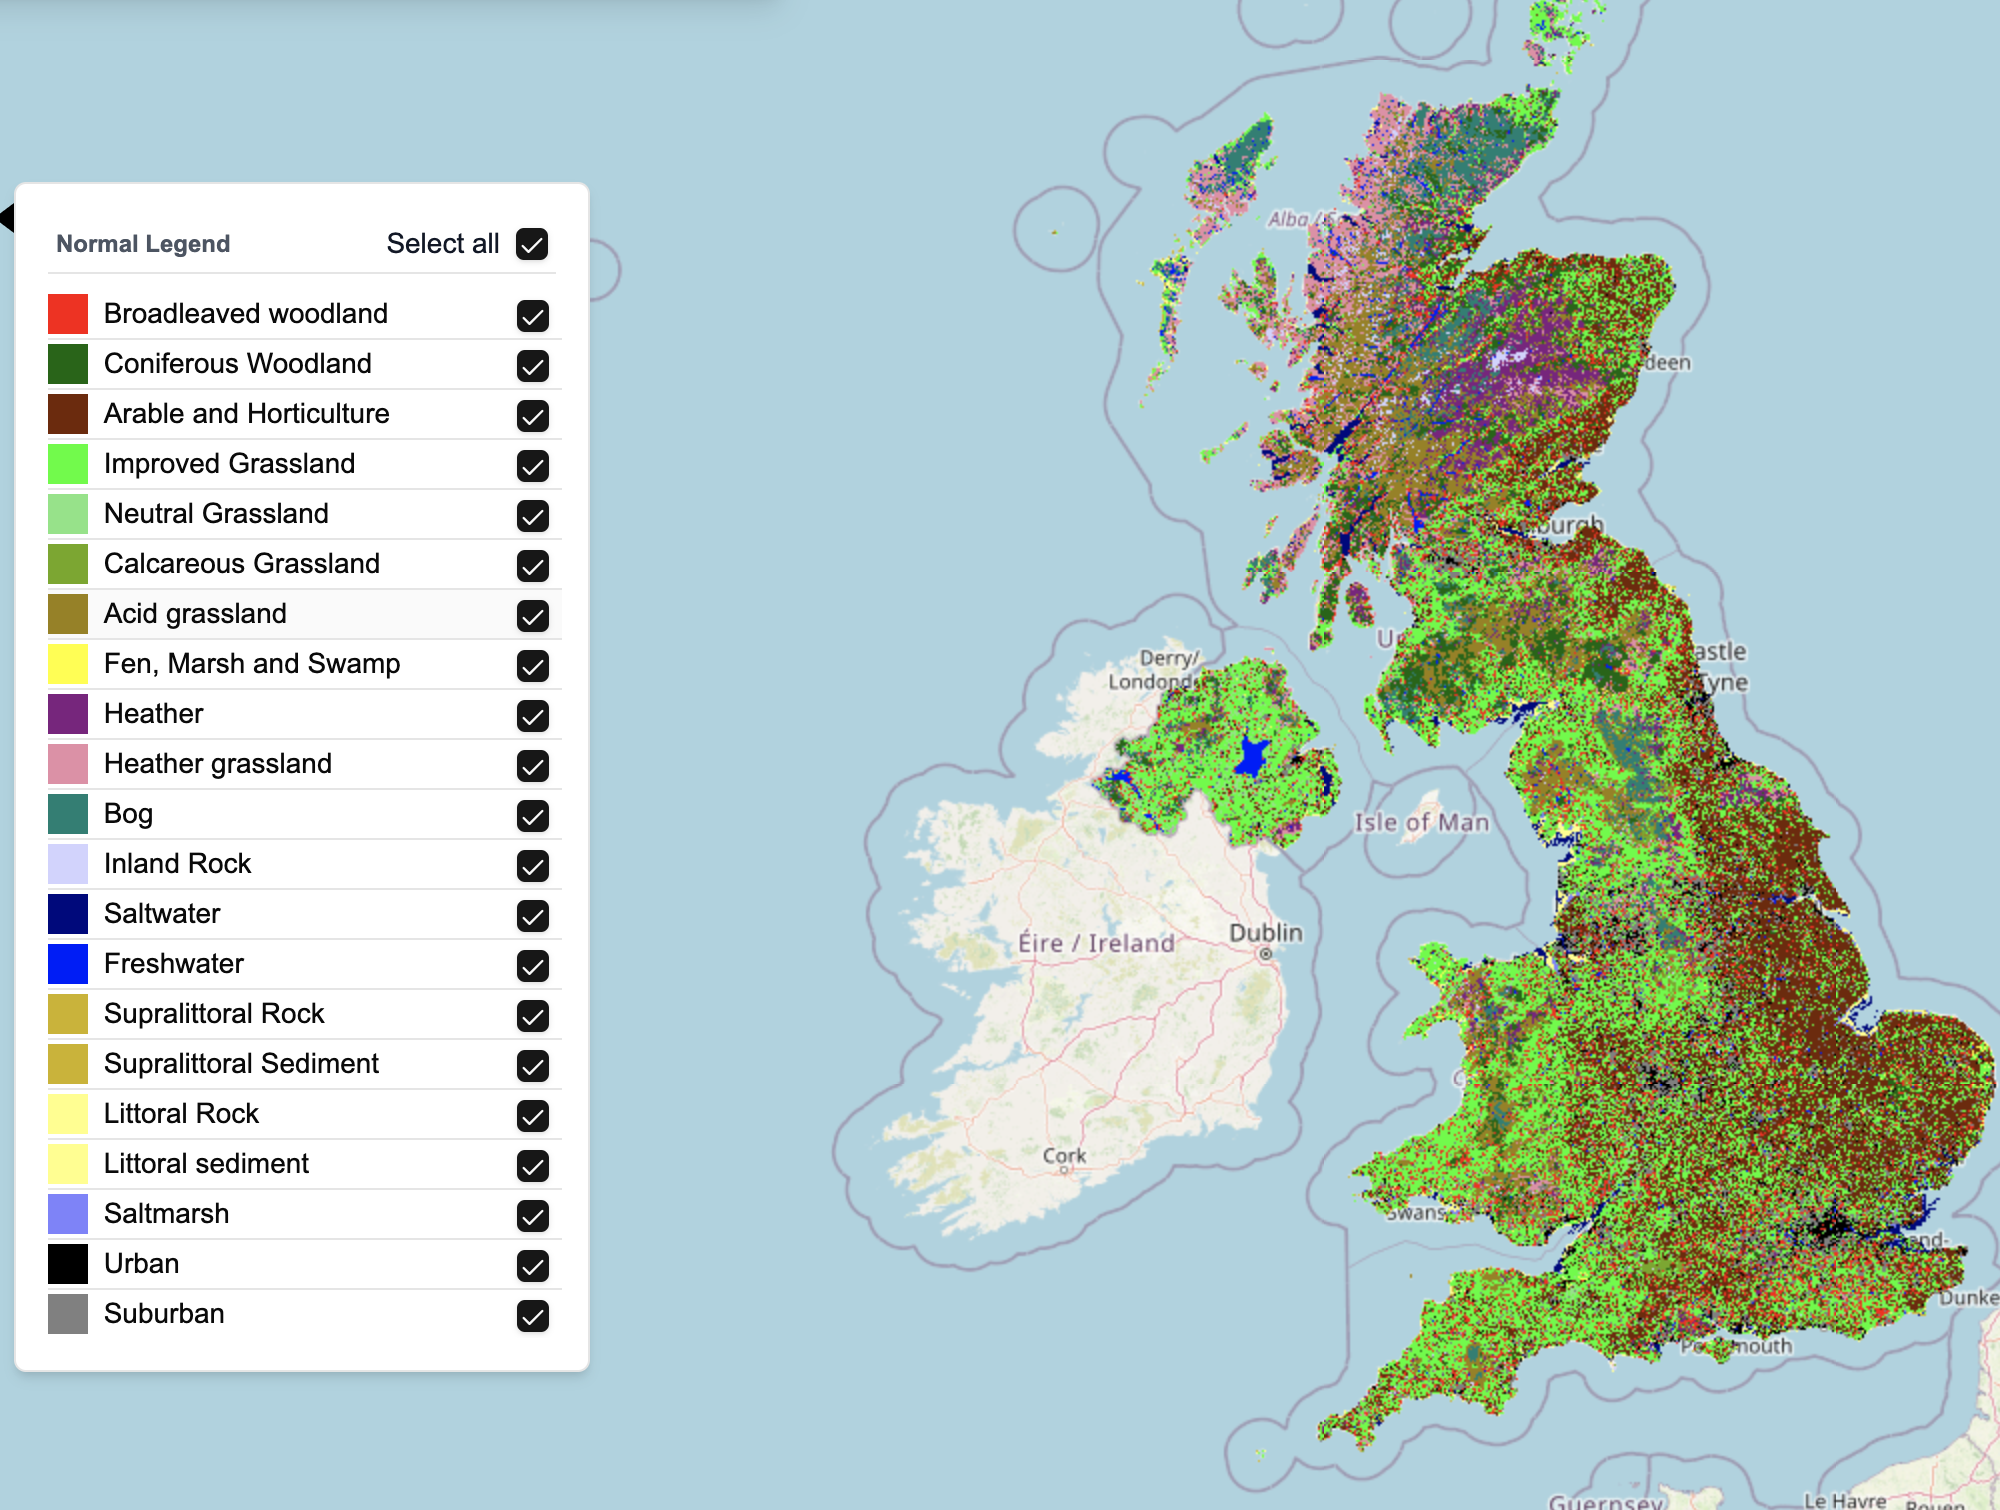 Normal Legend
Select all
Broadleaved woodland
Coniferous Woodland
Arable and Horticulture
Improved Grassland
Neutral Grassland
Calcareous Grassland
Acid grassland
Fen, Marsh and Swamp
Heather
Heather grassland
Bog
Inland Rock
Saltwater
Freshwater
Supralittoral Rock
Supralittoral Sediment
Littoral Rock
Littoral sediment
Saltmarsh
Urban
Suburban
Alba / S
deen
burgh
U
Derry/
Londond
astle
Tyne
Isle of Man
Éire / Ireland
Dublin
C
Cork
Swans
and-
Dunke
P
mouth
Guernsey
Le Havre
Rouen